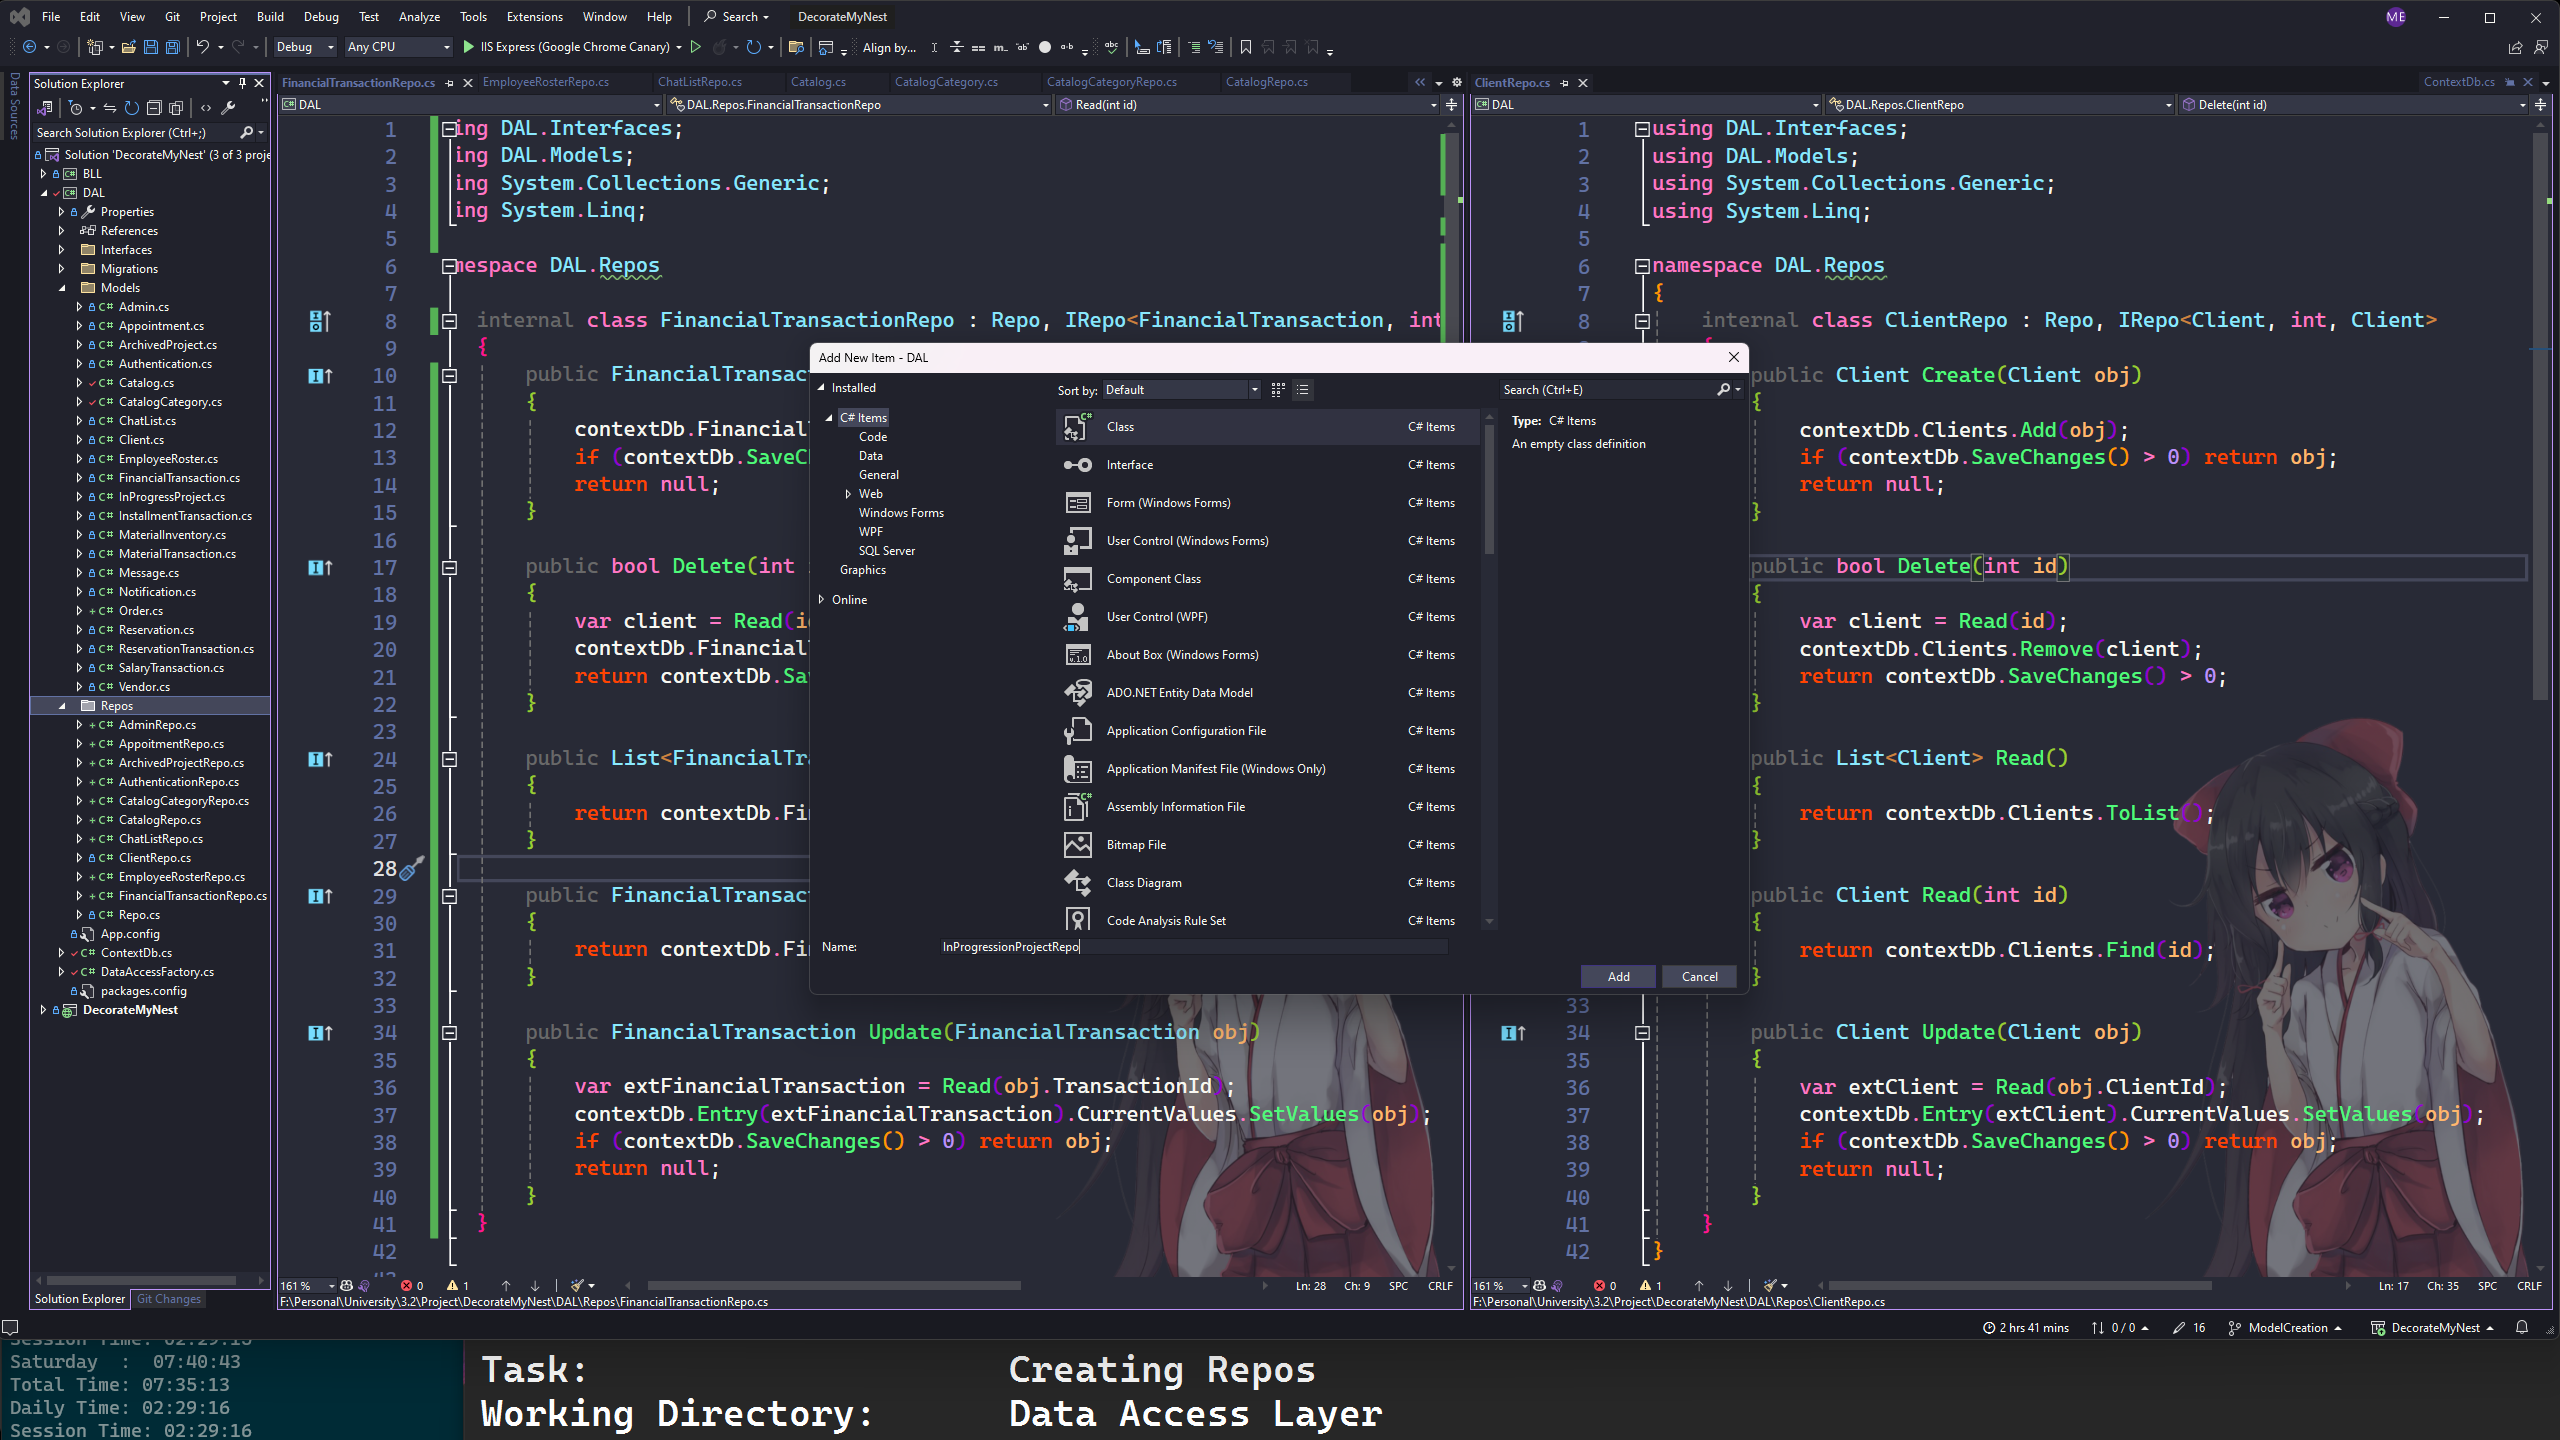 File Edit View Git Project Build Debug Test Analyze Tools Extensions Window Help Search DecorateMyNest ME
Debug Any CPU IIS Express (Google Chrome Canary) Align by...
Data Sources
Solution Explorer
Search Solution Explorer (Ctrl+;)
Solution 'DecorateMyNest' (3 of 3 proje
BLL
DAL
Properties
References
Interfaces
Migrations
Models
C# Admin.cs
C# Appointment.cs
C# ArchivedProject.cs
C# Authentication.cs
C# Catalog.cs
C# CatalogCategory.cs
C# ChatList.cs
C# Client.cs
C# EmployeeRoster.cs
C# FinancialTransaction.cs
C# InProgressProject.cs
C# InstallmentTransaction.cs
C# MaterialInventory.cs
C# MaterialTransaction.cs
C# Message.cs
C# Notification.cs
C# Order.cs
C# Reservation.cs
C# ReservationTransaction.cs
C# SalaryTransaction.cs
C# Vendor.cs
Repos
C# AdminRepo.cs
C# AppoitmentRepo.cs
C# ArchivedProjectRepo.cs
C# AuthenticationRepo.cs
C# CatalogCategoryRepo.cs
C# CatalogRepo.cs
C# ChatListRepo.cs
C# ClientRepo.cs
C# EmployeeRosterRepo.cs
C# FinancialTransactionRepo.cs
C# Repo.cs
App.config
C# ContextDb.cs
C# DataAccessFactory.cs
packages.config
DecorateMyNest
Solution Explorer Git Changes
FinancialTransactionRepo.cs EmployeeRosterRepo.cs ChatListRepo.cs Catalog.cs CatalogCategory.cs CatalogCategoryRepo.cs CatalogRepo.cs
DAL DAL.Repos.FinancialTransactionRepo Read(int id)
1 ing DAL.Interfaces;
2 ing DAL.Models;
3 ing System.Collections.Generic;
4 ing System.Linq;
5
6 mespace DAL.Repos
7
8 internal class FinancialTransactionRepo : Repo, IRepo<FinancialTransaction, int
9 {
10 public FinancialTransac
11 {
12 contextDb.Financial
13 if (contextDb.SaveC
14 return null;
15 }
16
17 public bool Delete(int
18 {
19 var client = Read(i
20 contextDb.Financial
21 return contextDb.Sa
22 }
23
24 public List<FinancialTr
25 {
26 return contextDb.Fi
27 }
28
29 public FinancialTransac
30 {
31 return contextDb.Fi
32 }
33
34 public FinancialTransaction Update(FinancialTransaction obj)
35 {
36 var extFinancialTransaction = Read(obj.TransactionId);
37 contextDb.Entry(extFinancialTransaction).CurrentValues.SetValues(obj);
38 if (contextDb.SaveChanges() > 0) return obj;
39 return null;
40 }
41 }
42
161 % 0 1 Ln: 28 Ch: 9 SPC CRLF
F:\Personal\University\3.2\Project\DecorateMyNest\DAL\Repos\FinancialTransactionRepo.cs
Add New Item - DAL
Installed
C# Items
Code
Data
General
Web
Windows Forms
WPF
SQL Server
Graphics
Online
Sort by: Default
Class C# Items
Interface C# Items
Form (Windows Forms) C# Items
User Control (Windows Forms) C# Items
Component Class C# Items
User Control (WPF) C# Items
About Box (Windows Forms) C# Items
ADO.NET Entity Data Model C# Items
Application Configuration File C# Items
Application Manifest File (Windows Only) C# Items
Assembly Information File C# Items
Bitmap File C# Items
Class Diagram C# Items
Code Analysis Rule Set C# Items
Search (Ctrl+E)
Type: C# Items
An empty class definition
Name: InProgressionProjectRepo
Add Cancel
ClientRepo.cs ContextDb.cs
DAL DAL.Repos.ClientRepo Delete(int id)
1 using DAL.Interfaces;
2 using DAL.Models;
3 using System.Collections.Generic;
4 using System.Linq;
5
6 namespace DAL.Repos
7 {
8 internal class ClientRepo : Repo, IRepo<Client, int, Client>
public Client Create(Client obj)
{
contextDb.Clients.Add(obj);
if (contextDb.SaveChanges() > 0) return obj;
return null;
}
public bool Delete(int id)
{
var client = Read(id);
contextDb.Clients.Remove(client);
return contextDb.SaveChanges() > 0;
}
public List<Client> Read()
{
return contextDb.Clients.ToList();
}
public Client Read(int id)
{
return contextDb.Clients.Find(id);
}
33
34 public Client Update(Client obj)
35 {
36 var extClient = Read(obj.ClientId);
37 contextDb.Entry(extClient).CurrentValues.SetValues(obj);
38 if (contextDb.SaveChanges() > 0) return obj;
39 return null;
40 }
41 }
42 }
161 % 0 1 Ln: 17 Ch: 35 SPC CRLF
F:\Personal\University\3.2\Project\DecorateMyNest\DAL\Repos\ClientRepo.cs
2 hrs 41 mins 0 / 0 16 ModelCreation DecorateMyNest
Session Time: 02:29:15
Saturday : 07:40:43
Total Time: 07:35:13
Daily Time: 02:29:16
Session Time: 02:29:16
Task: Creating Repos
Working Directory: Data Access Layer